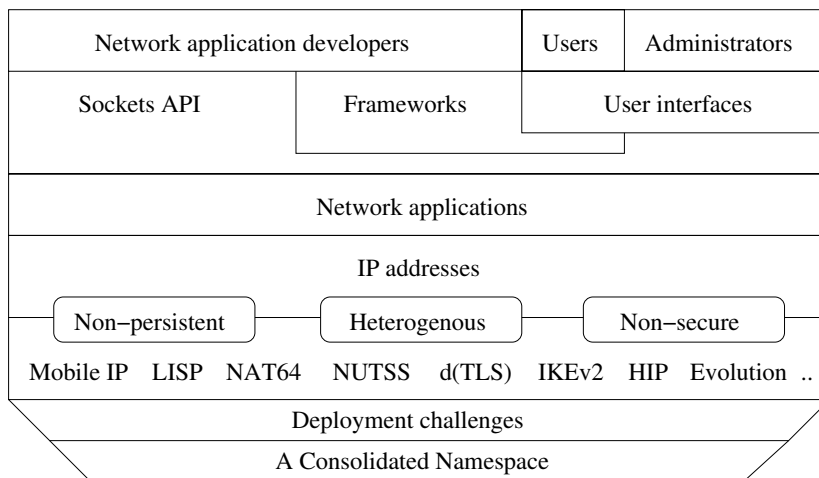 Network application developers Users Administrators
Sockets API Frameworks User interfaces
Network applications
IP addresses
Non−persistent Heterogenous Non−secure
Mobile IP LISP NAT64 NUTSS d(TLS) IKEv2 HIP Evolution ..
Deployment challenges
A Consolidated Namespace